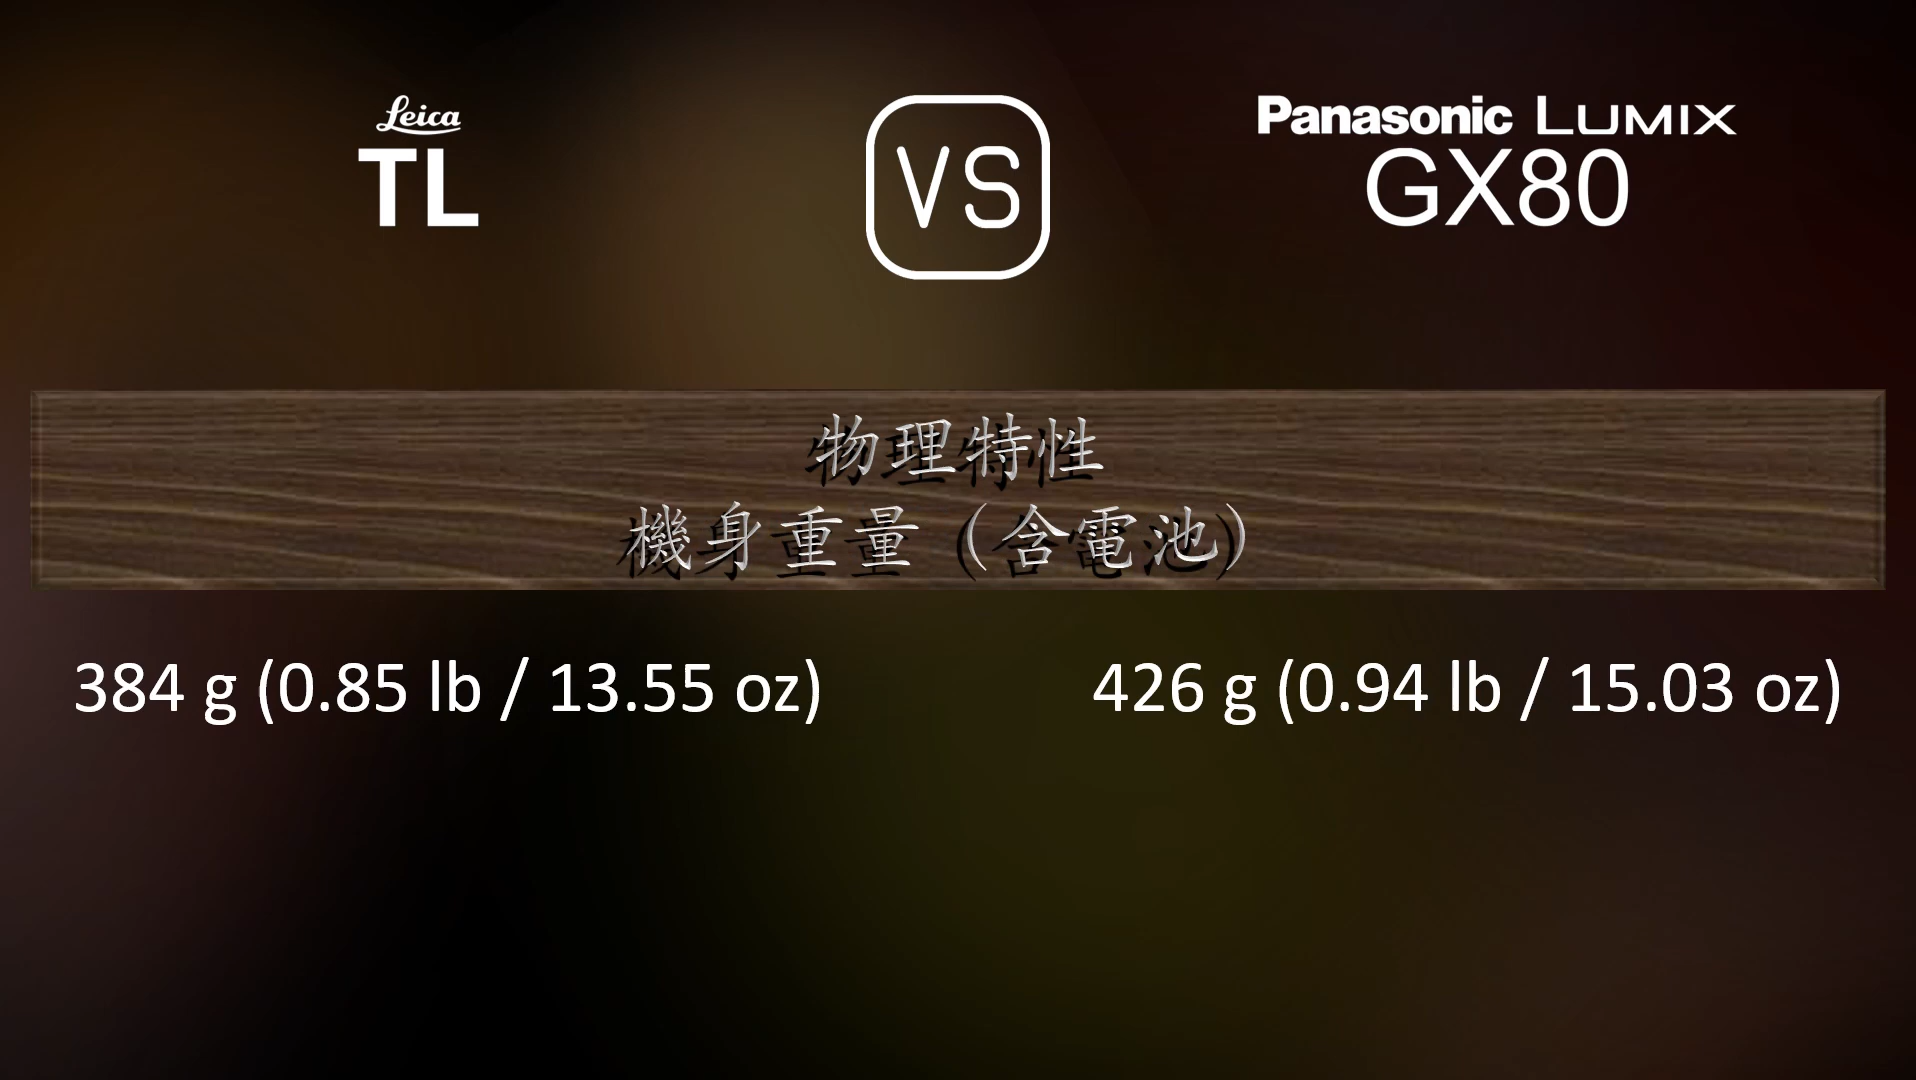 Leica
TL
VS
Panasonic LUMIX
GX80
物理特性
機身重量（含電池）
384 g (0.85 lb / 13.55 oz)
426 g (0.94 lb / 15.03 oz)